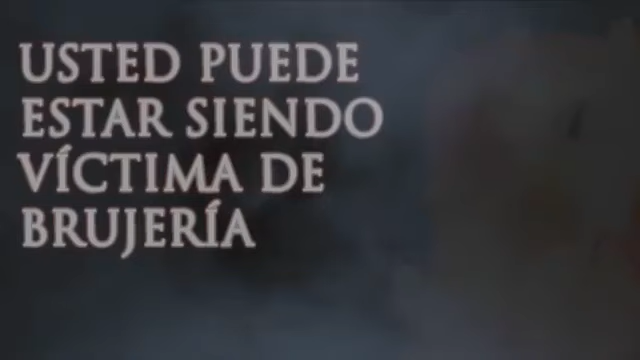 USTED PUEDE
ESTAR SIENDO
VÍCTIMA DE
BRUJERÍA